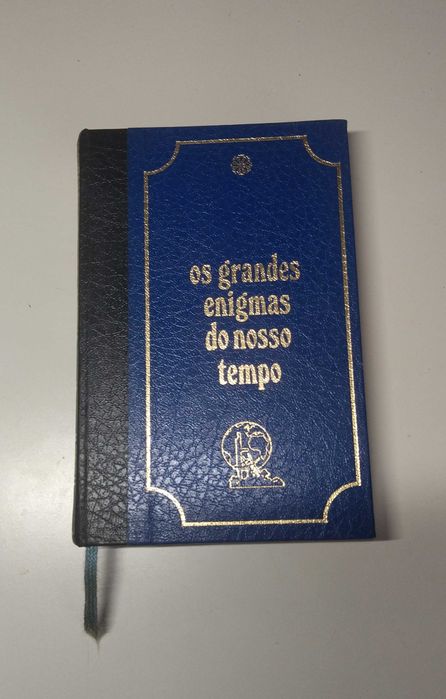 os grandes
enigmas
do nosso
tempo